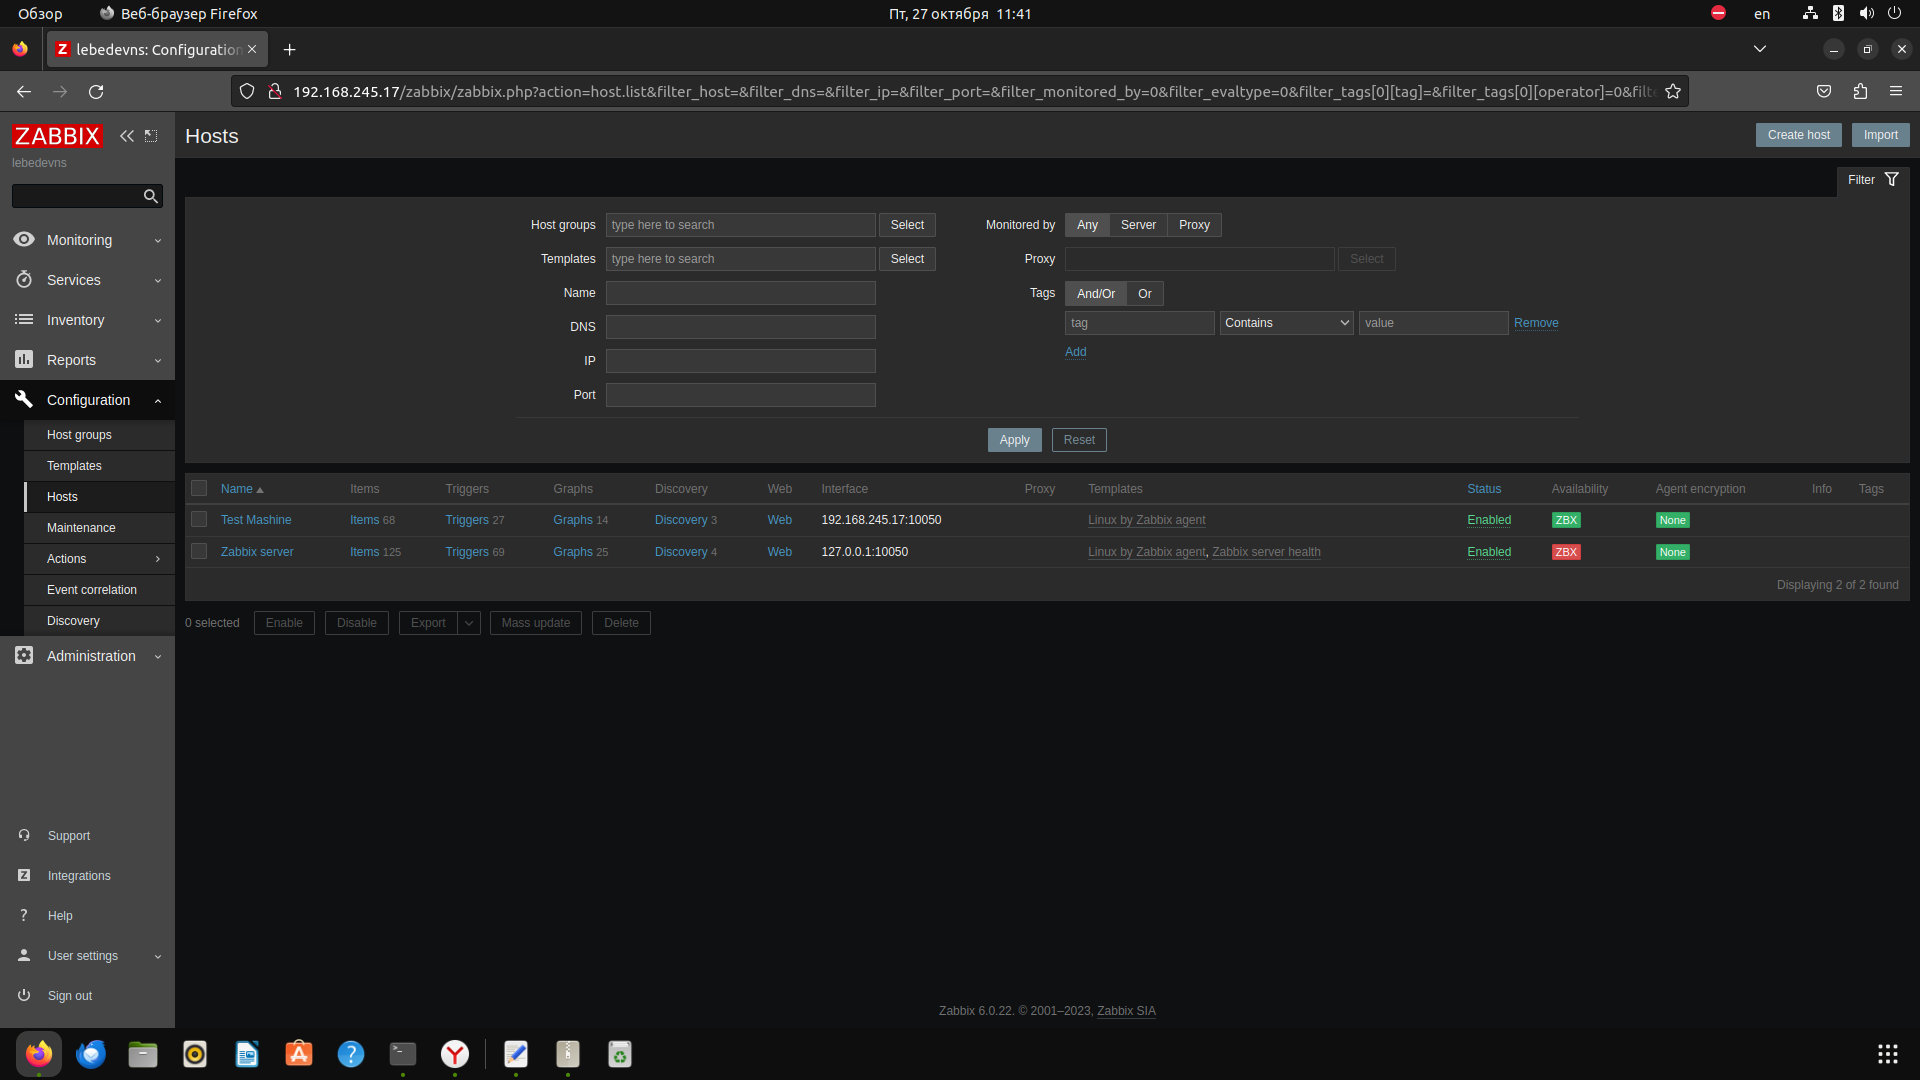 Обзор
Веб-браузер Firefox
Пт, 27 октября 11:41
en
Z lebedevns: Configuration
192.168.245.17/zabbix/zabbix.php?action=host.list&filter_host=&filter_dns=&filter_ip=&filter_port=&filter_monitored_by=0&filter_evaltype=0&filter_tags[0][tag]=&filter_tags[0][operator]=0&filte
ZABBIX
lebedevns
Monitoring
Services
Inventory
Reports
Configuration
Host groups
Templates
Hosts
Maintenance
Actions
Event correlation
Discovery
Administration
Support
Integrations
Help
User settings
Sign out
Hosts
Create host
Import
Filter
Host groups type here to search Select
Templates type here to search Select
Name
DNS
IP
Port
Monitored by Any Server Proxy
Proxy Select
Tags And/Or Or
tag Contains value Remove
Add
Apply Reset
Name Items Triggers Graphs Discovery Web Interface Proxy Templates Status Availability Agent encryption Info Tags
Test Mashine Items 68 Triggers 27 Graphs 14 Discovery 3 Web 192.168.245.17:10050 Linux by Zabbix agent Enabled ZBX None
Zabbix server Items 125 Triggers 69 Graphs 25 Discovery 4 Web 127.0.0.1:10050 Linux by Zabbix agent, Zabbix server health Enabled ZBX None
Displaying 2 of 2 found
0 selected Enable Disable Export Mass update Delete
Zabbix 6.0.22. © 2001–2023, Zabbix SIA